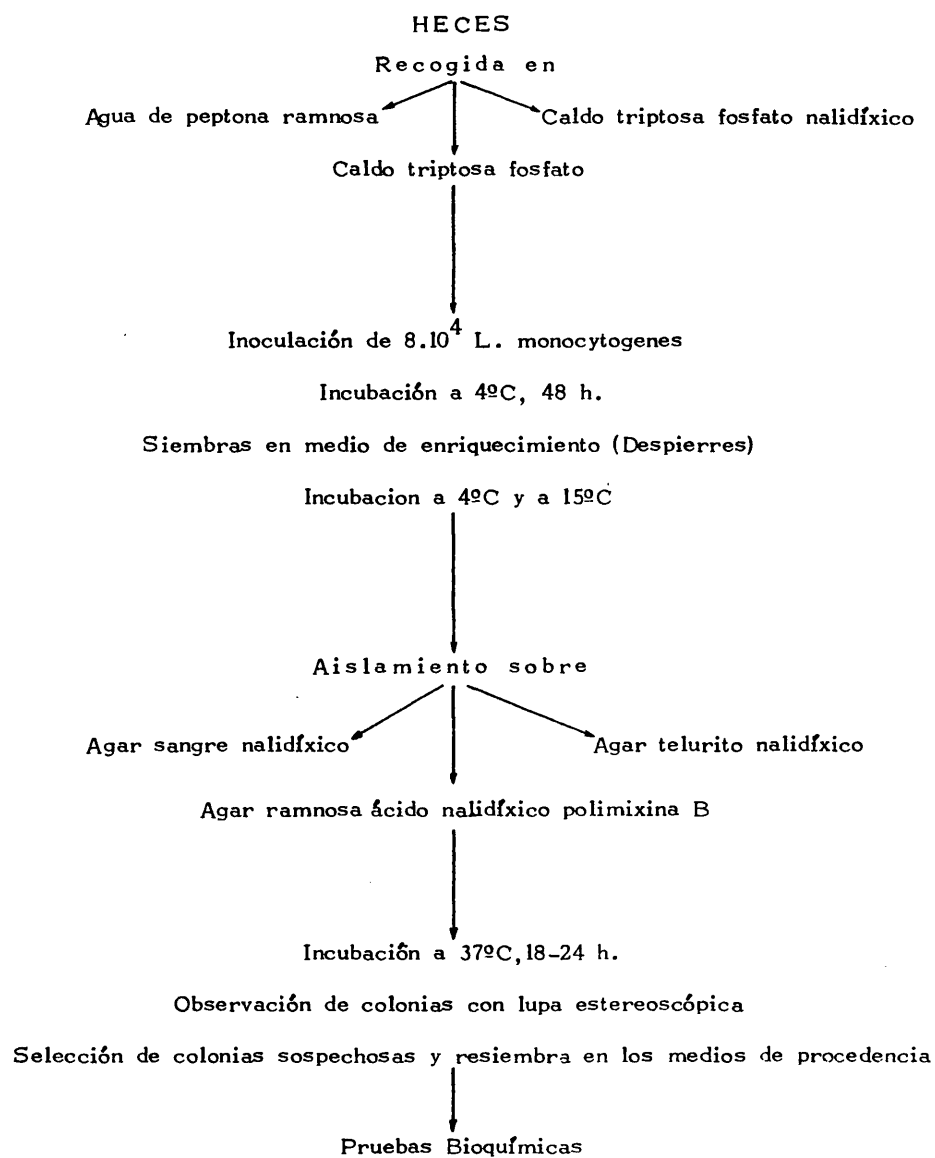 HECES
Recogida en
Agua de peptona ramnosa
Caldo triptosa fosfato nalidíxico
Caldo triptosa fosfato
Inoculación de 8.10⁴ L. monocytogenes
Incubación a 4ºC, 48 h.
Siembras en medio de enriquecimiento (Despierres)
Incubacion a 4ºC y a 15ºC
Aislamiento sobre
Agar sangre nalidíxico
Agar telurito nalidíxico
Agar ramnosa ácido nalidíxico polimixina B
Incubación a 37ºC,18-24 h.
Observación de colonias con lupa estereoscópica
Selección de colonias sospechosas y resiembra en los medios de procedencia
Pruebas Bioquímicas